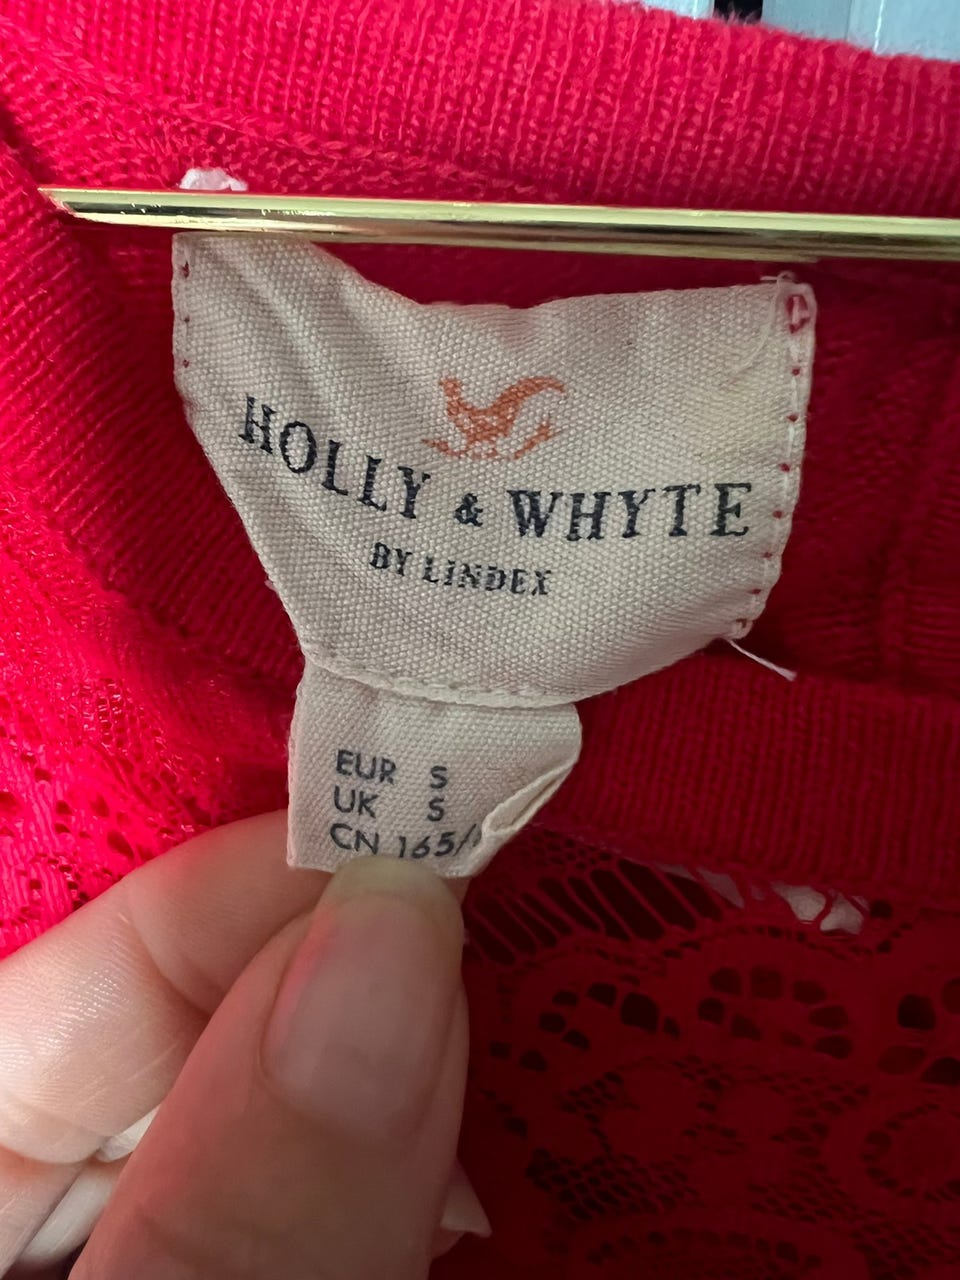 HOLLY & WHYTE
BY LINDEX
EUR S
UK S
CN 165/